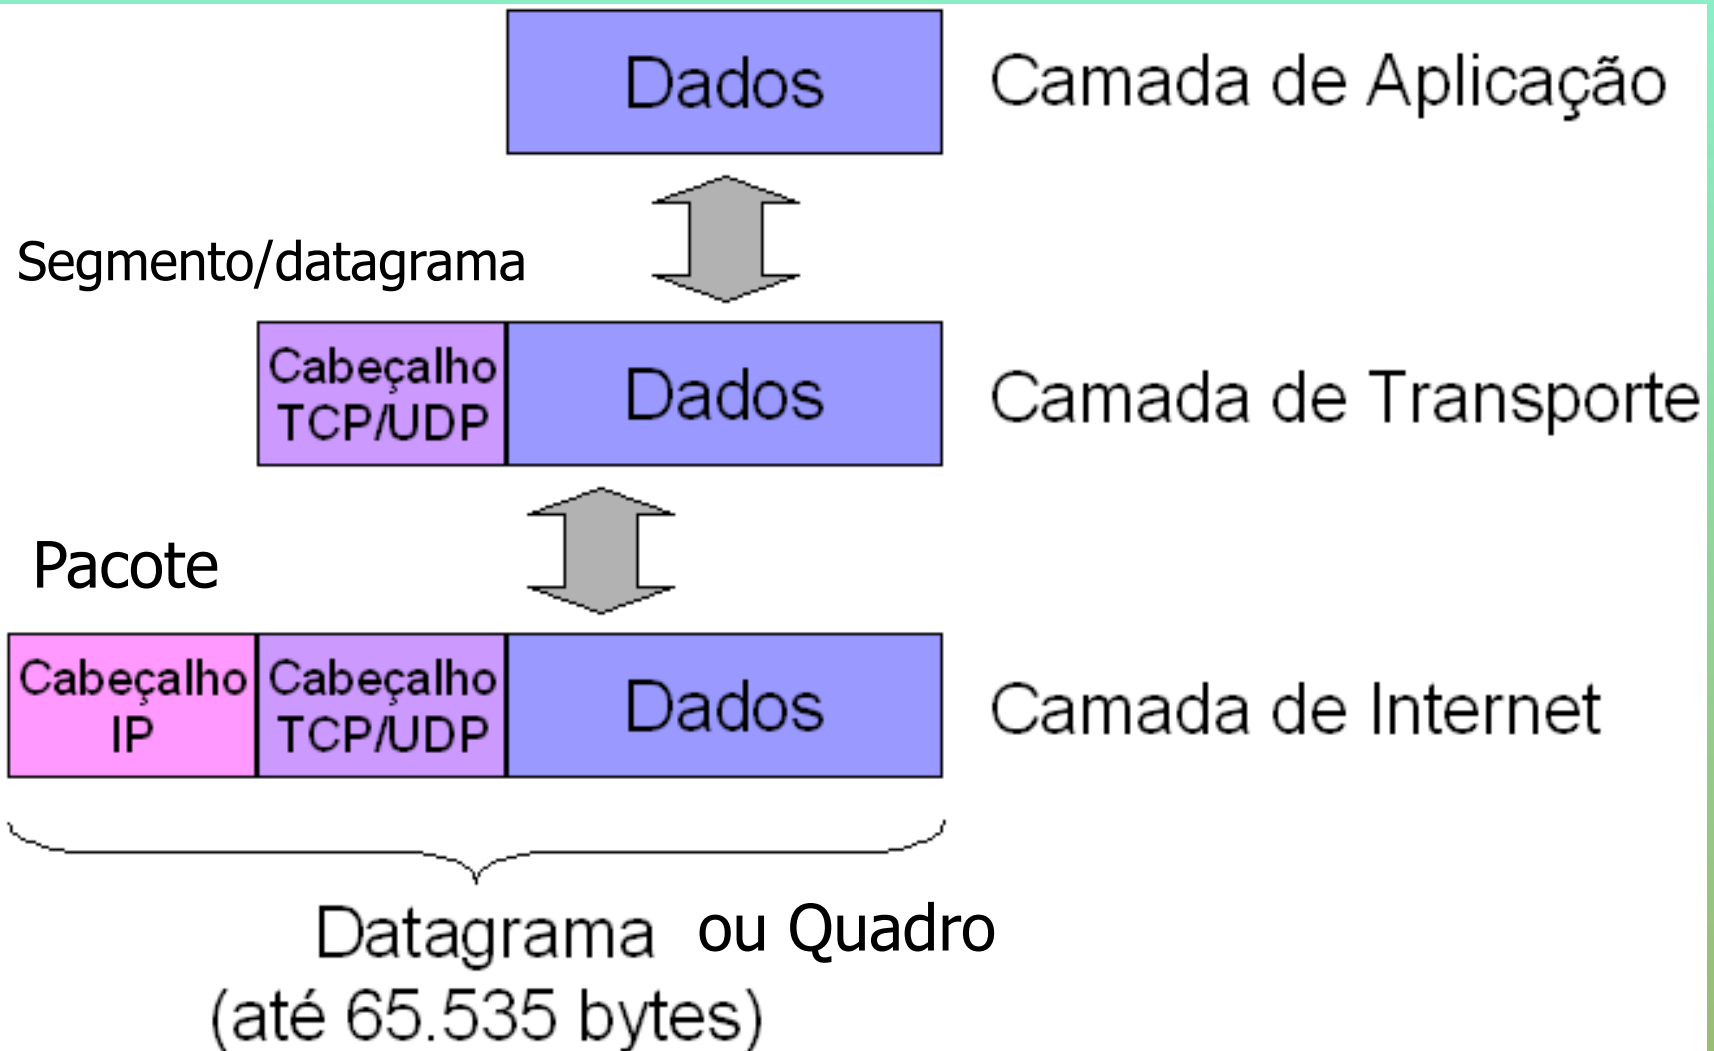 Dados
Camada de Aplicação
Segmento/datagrama
Cabeçalho
TCP/UDP
Dados
Camada de Transporte
Pacote
Cabeçalho
IP
Cabeçalho
TCP/UDP
Dados
Camada de Internet
Datagrama ou Quadro
(até 65.535 bytes)